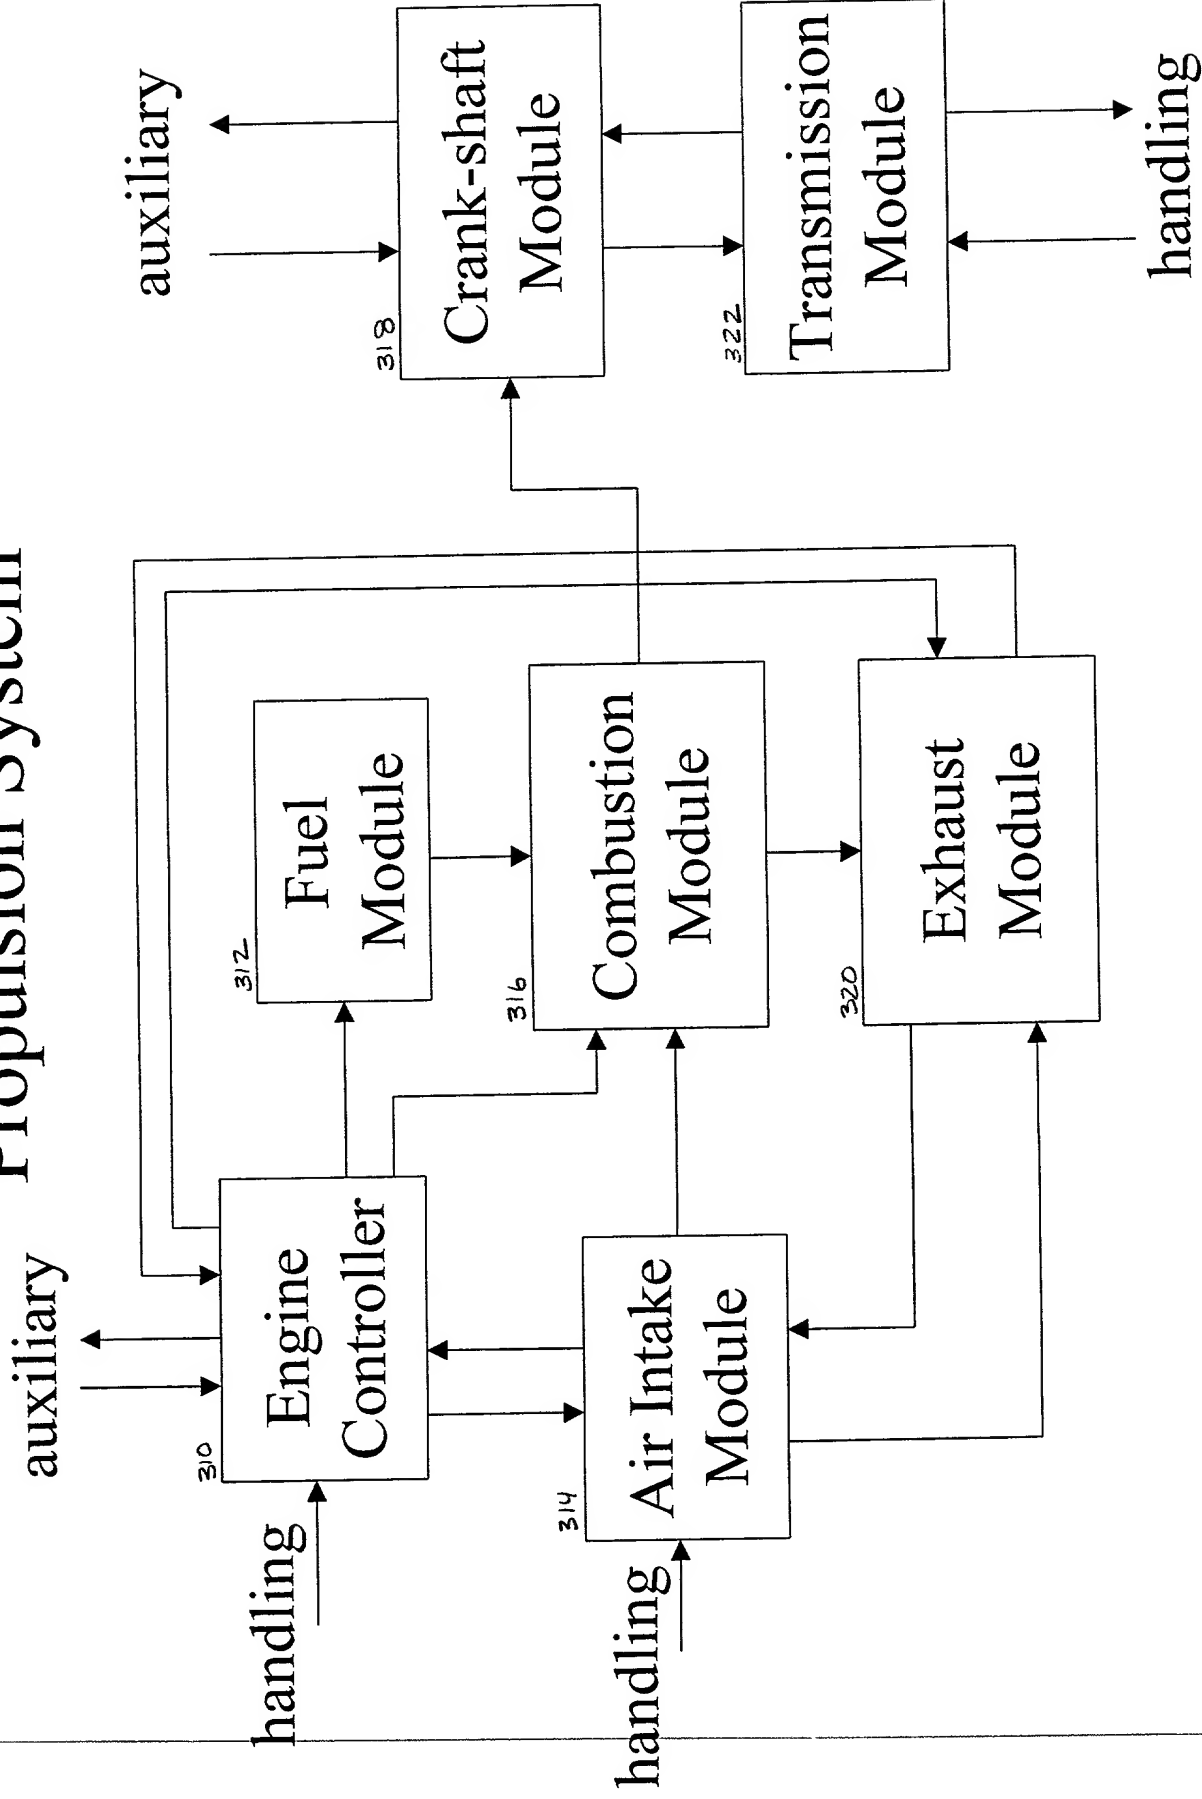 Propulsion System
auxiliary
auxiliary
handling
310
Engine
Controller
312
Fuel
Module
318
Crank-shaft
Module
handling
314
Air Intake
Module
316
Combustion
Module
322
Transmission
Module
320
Exhaust
Module
handling